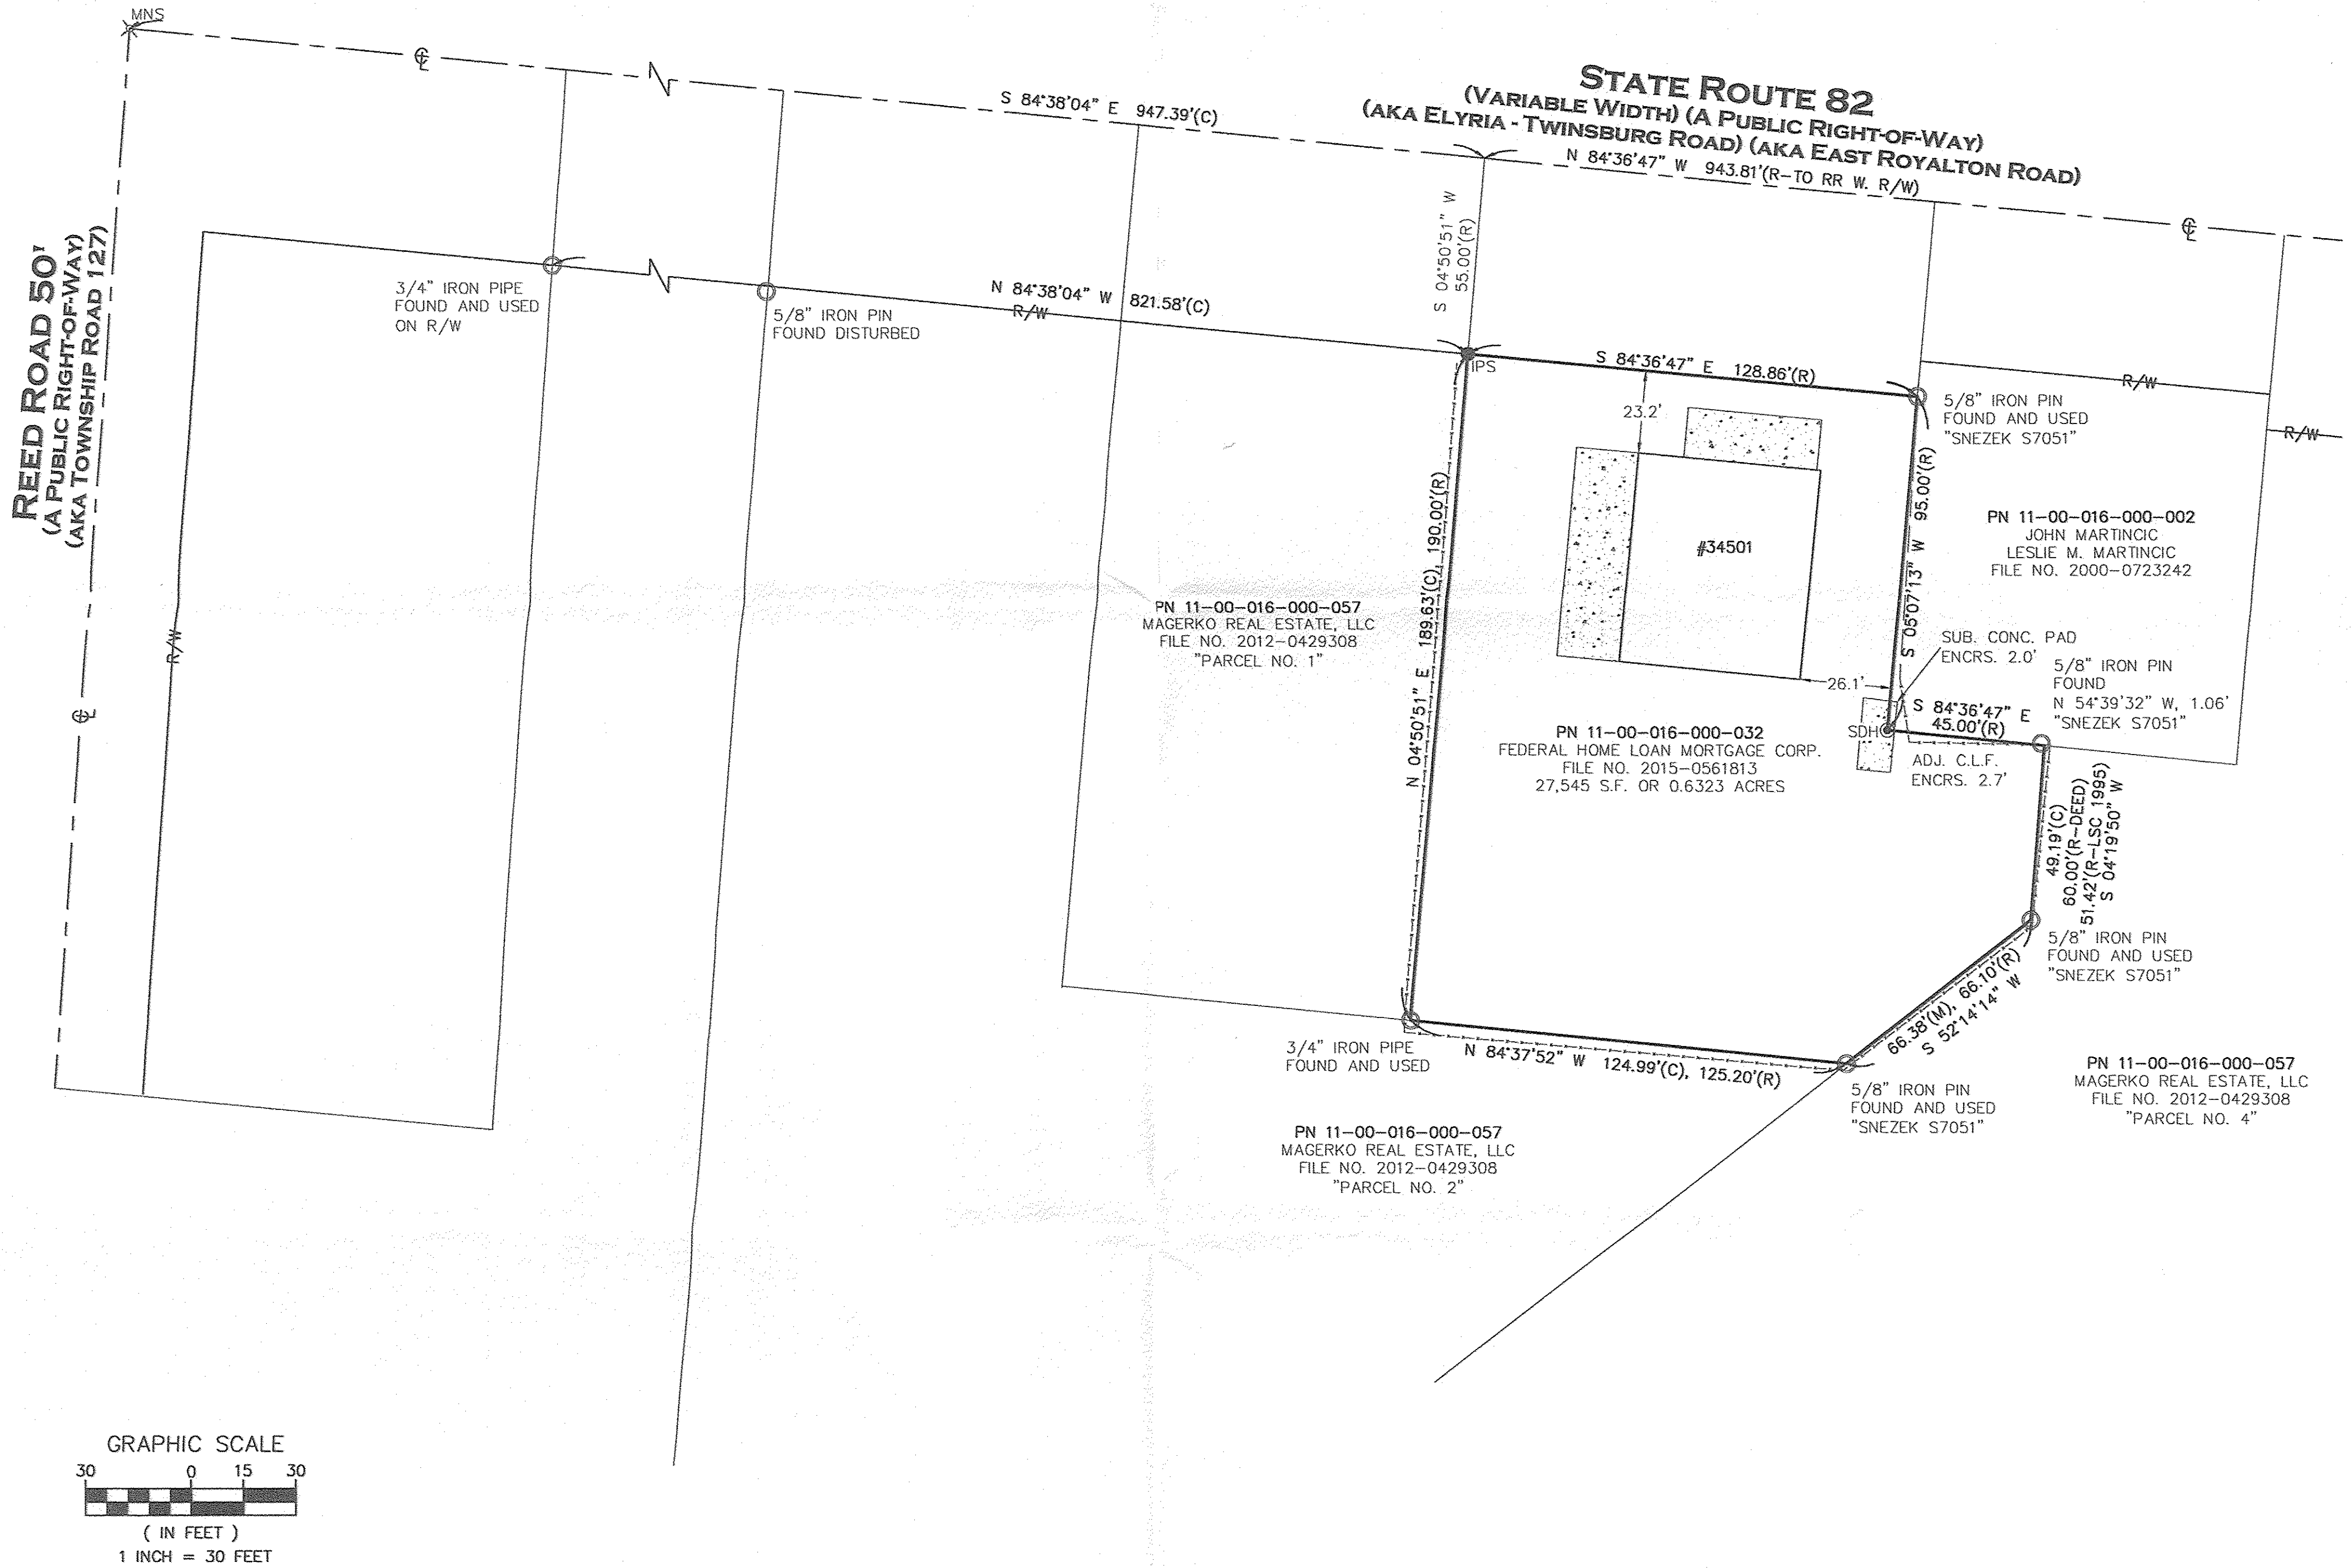 MNS
℄
S 84°38'04" E 947.39'(C)
STATE ROUTE 82
(VARIABLE WIDTH) (A PUBLIC RIGHT-OF-WAY)
(AKA ELYRIA - TWINSBURG ROAD) (AKA EAST ROYALTON ROAD)
N 84°36'47" W 943.81'(R-TO RR W. R/W)
℄
REED ROAD 50'
(A PUBLIC RIGHT-OF-WAY)
(AKA TOWNSHIP ROAD 127)
S 04°50'51" W
55.00'(R)
3/4" IRON PIPE
FOUND AND USED
ON R/W
5/8" IRON PIN
FOUND DISTURBED
N 84°38'04" W 821.58'(C)
R/W
IPS
S 84°36'47" E 128.86'(R)
R/W
R/W
23.2'
5/8" IRON PIN
FOUND AND USED
"SNEZEK S7051"
N 04°50'51" E 189.63'(C) 190.00'(R)
#34501
S 05°07'13" W 95.00'(R)
PN 11-00-016-000-002
JOHN MARTINCIC
LESLIE M. MARTINCIC
FILE NO. 2000-0723242
PN 11-00-016-000-057
MAGERKO REAL ESTATE, LLC
FILE NO. 2012-0429308
"PARCEL NO. 1"
R/W
℄
SUB. CONC. PAD
ENCRS. 2.0'
5/8" IRON PIN
FOUND
N 54°39'32" W, 1.06'
"SNEZEK S7051"
26.1'
S 84°36'47" E
45.00'(R)
SDH
PN 11-00-016-000-032
FEDERAL HOME LOAN MORTGAGE CORP.
FILE NO. 2015-0561813
27,545 S.F. OR 0.6323 ACRES
ADJ. C.L.F.
ENCRS. 2.7'
49.19'(C)
60.00'(R-DEED)
51.42'(R-LSC 1995)
S 04°19'50" W
5/8" IRON PIN
FOUND AND USED
"SNEZEK S7051"
66.38'(M), 66.10'(R)
S 52°14'14" W
3/4" IRON PIPE
FOUND AND USED
N 84°37'52" W 124.99'(C), 125.20'(R)
5/8" IRON PIN
FOUND AND USED
"SNEZEK S7051"
PN 11-00-016-000-057
MAGERKO REAL ESTATE, LLC
FILE NO. 2012-0429308
"PARCEL NO. 4"
PN 11-00-016-000-057
MAGERKO REAL ESTATE, LLC
FILE NO. 2012-0429308
"PARCEL NO. 2"
GRAPHIC SCALE
30 0 15 30
( IN FEET )
1 INCH = 30 FEET